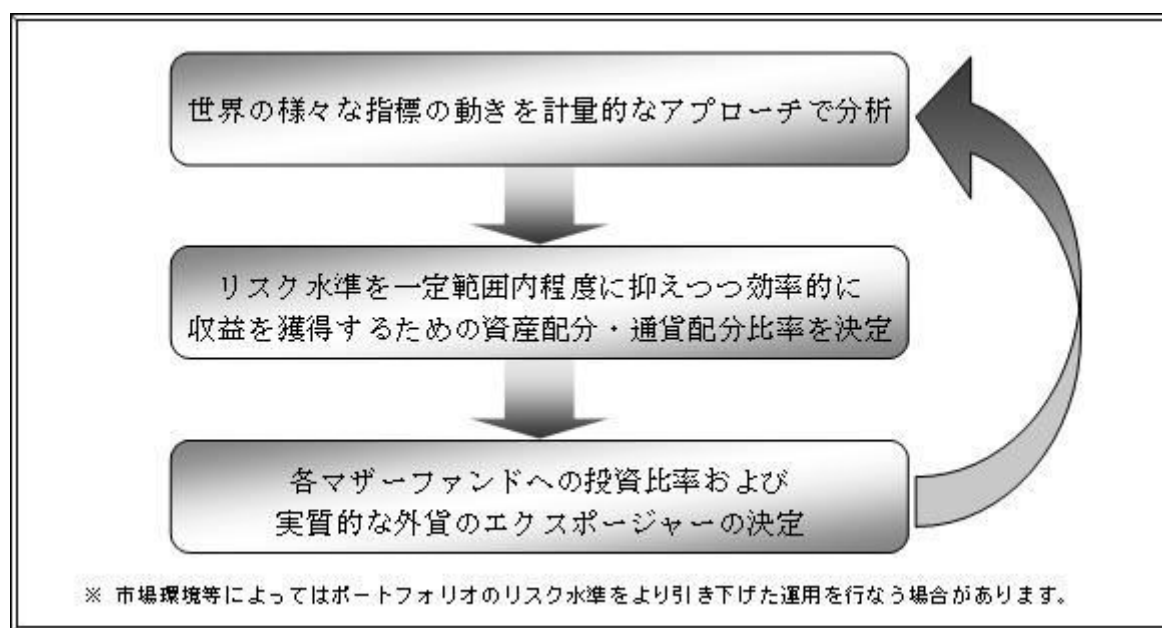 世界の様々な指標の動きを計量的なアプローチで分析
リスク水準を一定範囲内程度に抑えつつ効率的に
収益を獲得するための資産配分・通貨配分比率を決定
各マザーファンドへの投資比率および
実質的な外貨のエクスポージャーの決定
※ 市場環境等によってはポートフォリオのリスク水準をより引き下げた運用を行なう場合があります。